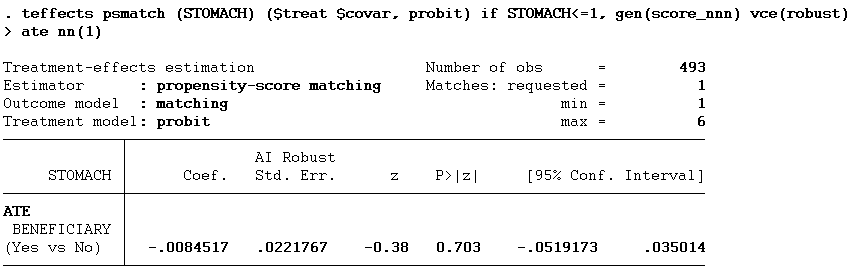 . teffects psmatch (STOMACH) ($treat $covar, probit) if STOMACH<=1, gen(score_nnn) vce(robust)
> ate nn(1)
Treatment-effects estimation Number of obs = 493
Estimator : propensity-score matching Matches: requested = 1
Outcome model : matching min = 1
Treatment model: probit max = 6
AI Robust
STOMACH Coef. Std. Err. z P>|z| [95% Conf. Interval]
ATE
BENEFICIARY
(Yes vs No) -.0084517 .0221767 -0.38 0.703 -.0519173 .035014